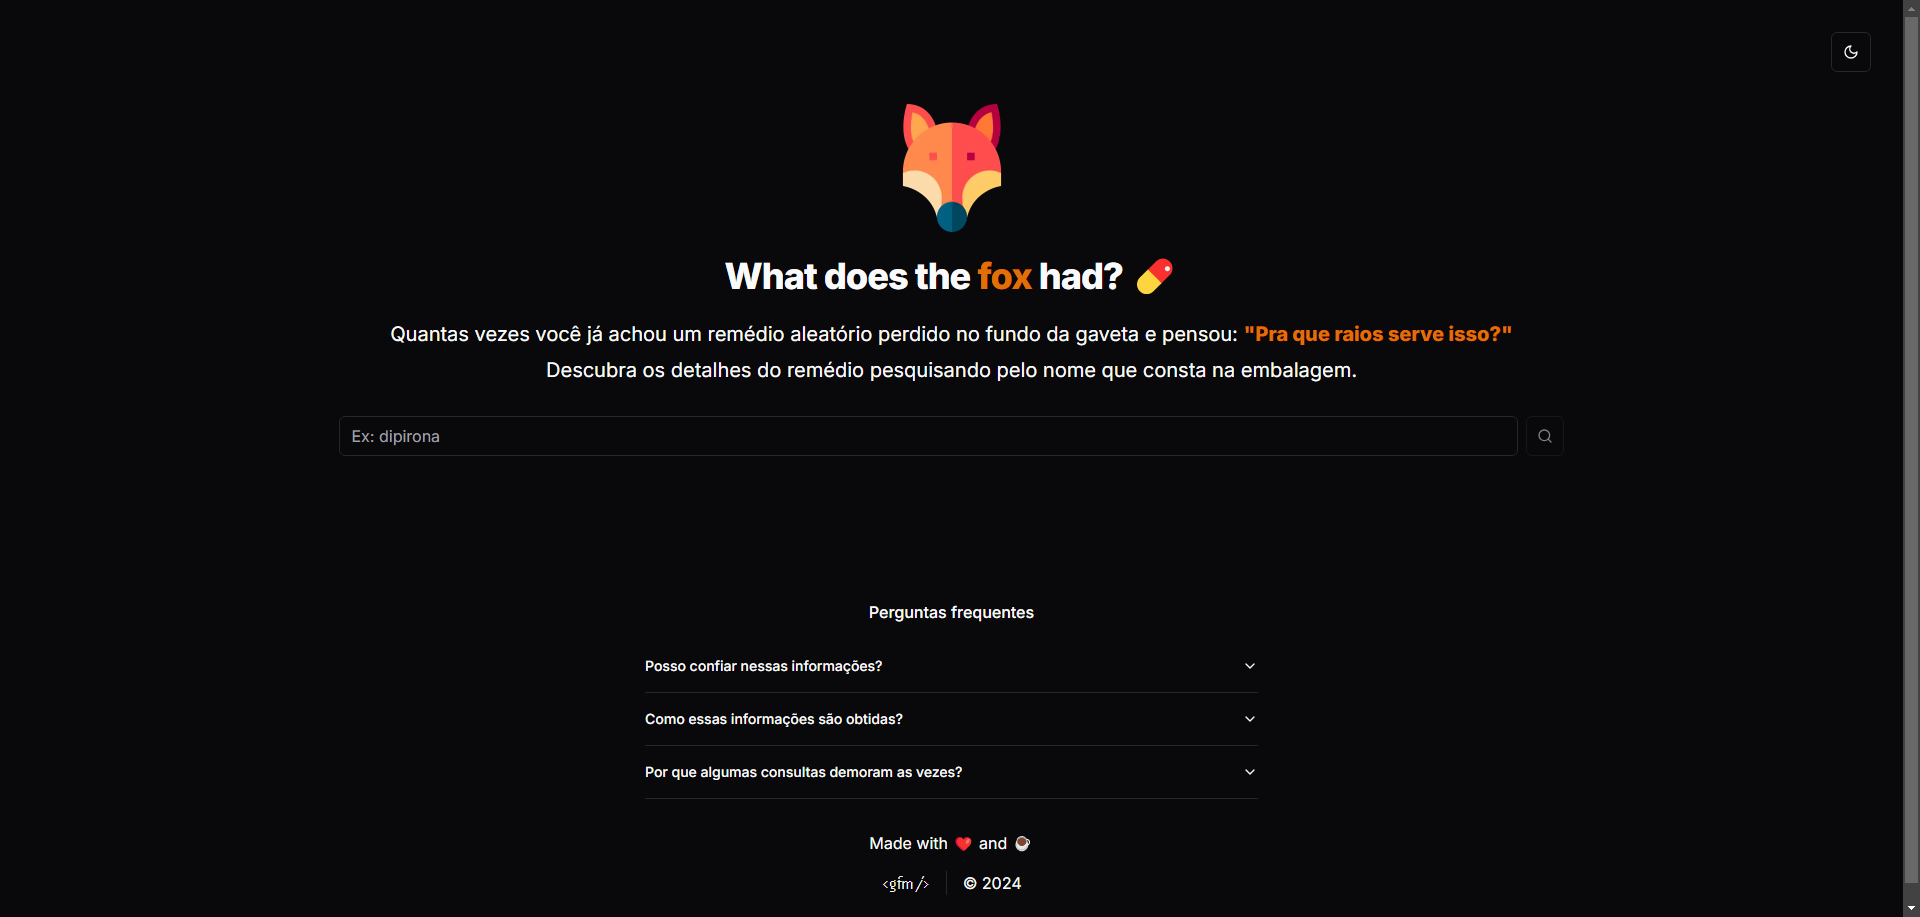 What does the fox had?
Quantas vezes você já achou um remédio aleatório perdido no fundo da gaveta e pensou: "Pra que raios serve isso?"
Descubra os detalhes do remédio pesquisando pelo nome que consta na embalagem.
Ex: dipirona
Perguntas frequentes
Posso confiar nessas informações?
Como essas informações são obtidas?
Por que algumas consultas demoram as vezes?
Made with ❤️ and ☕
<gfm/> © 2024